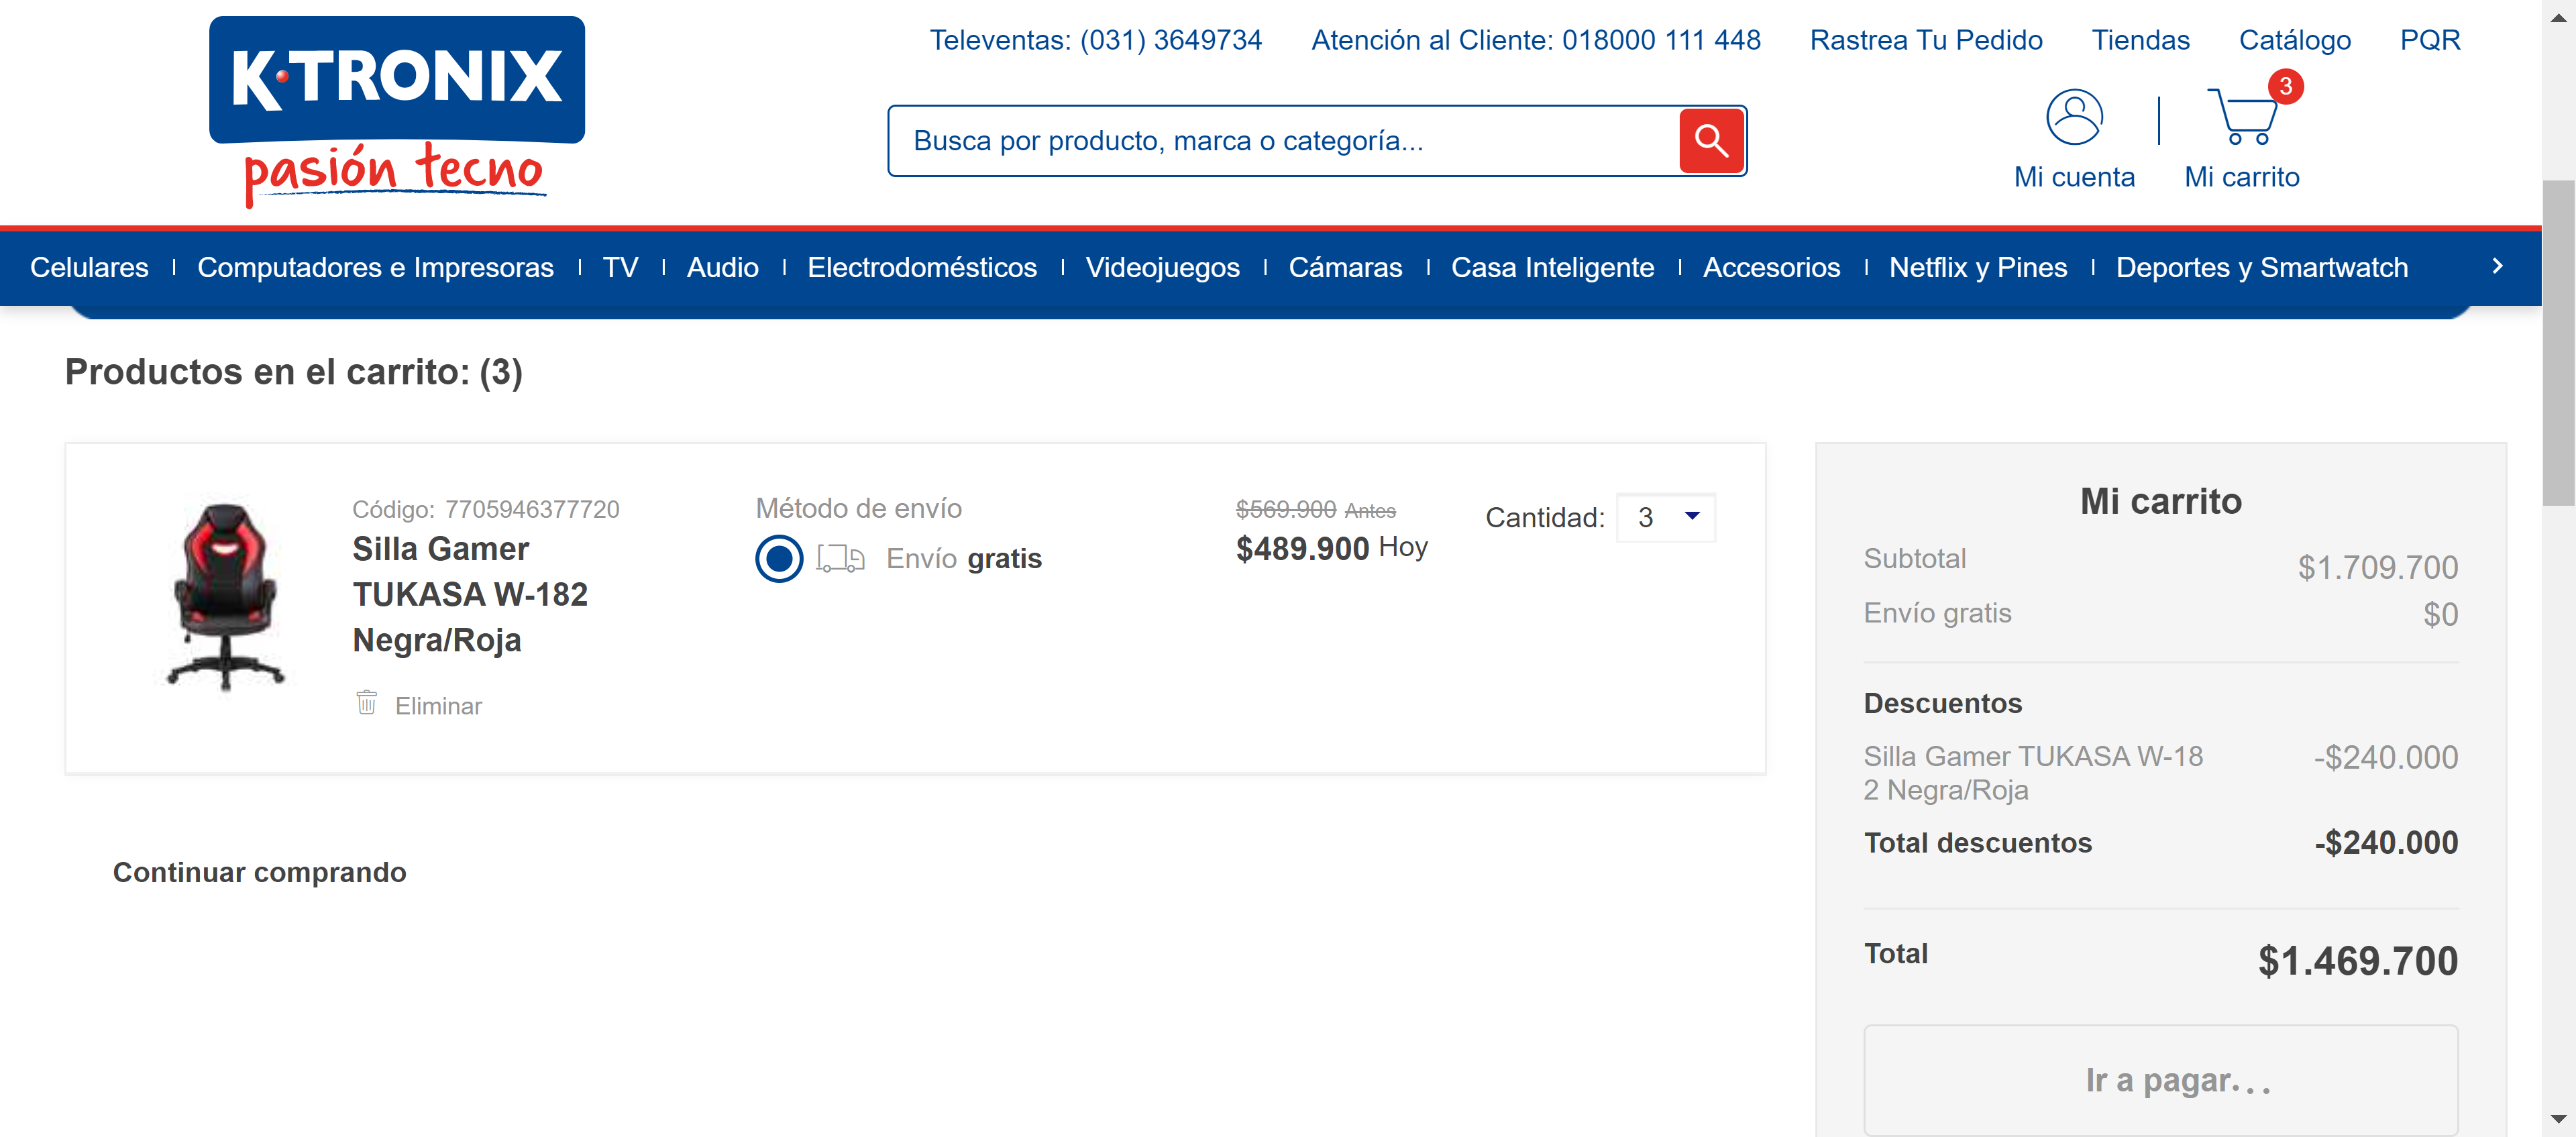 K·TRONIX
pasión tecno
Televentas: (031) 3649734
Atención al Cliente: 018000 111 448
Rastrea Tu Pedido
Tiendas
Catálogo
PQR
Busca por producto, marca o categoría...
3
Mi cuenta
Mi carrito
Celulares
Computadores e Impresoras
TV
Audio
Electrodomésticos
Videojuegos
Cámaras
Casa Inteligente
Accesorios
Netflix y Pines
Deportes y Smartwatch
Productos en el carrito: (3)
Código: 7705946377720
Silla Gamer
TUKASA W-182
Negra/Roja
Eliminar
Método de envío
Envío gratis
$569.900 Antes
$489.900 Hoy
Cantidad: 3
Continuar comprando
Mi carrito
Subtotal $1.709.700
Envío gratis $0
Descuentos
Silla Gamer TUKASA W-18 -$240.000
2 Negra/Roja
Total descuentos -$240.000
Total $1.469.700
Ir a pagar...